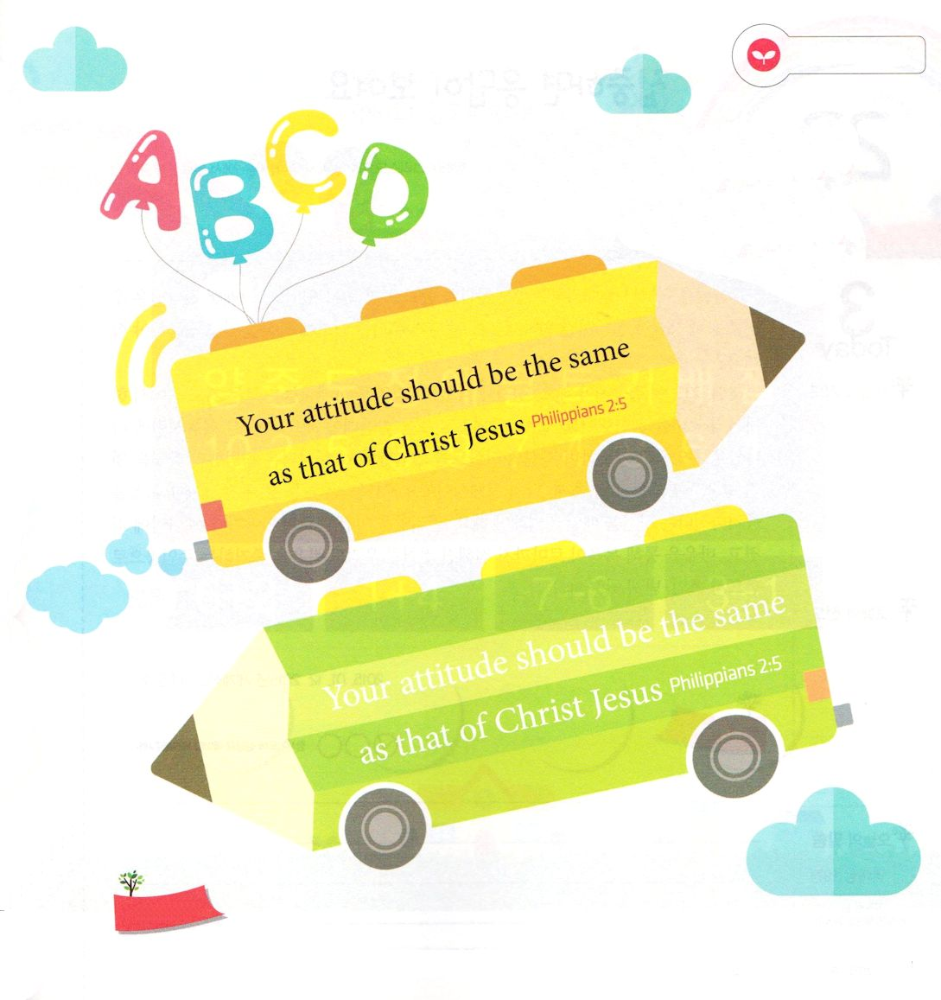 ABCD
Your attitude should be the same
as that of Christ Jesus Philippians 2:5
Your attitude should be the same
as that of Christ Jesus Philippians 2:5